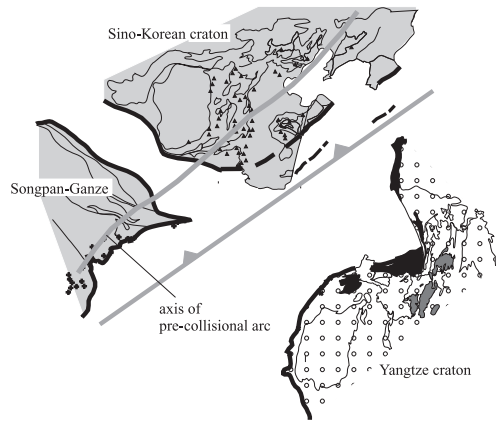 Sino-Korean craton
Songpan-Ganze
axis of
pre-collisional arc
Yangtze craton